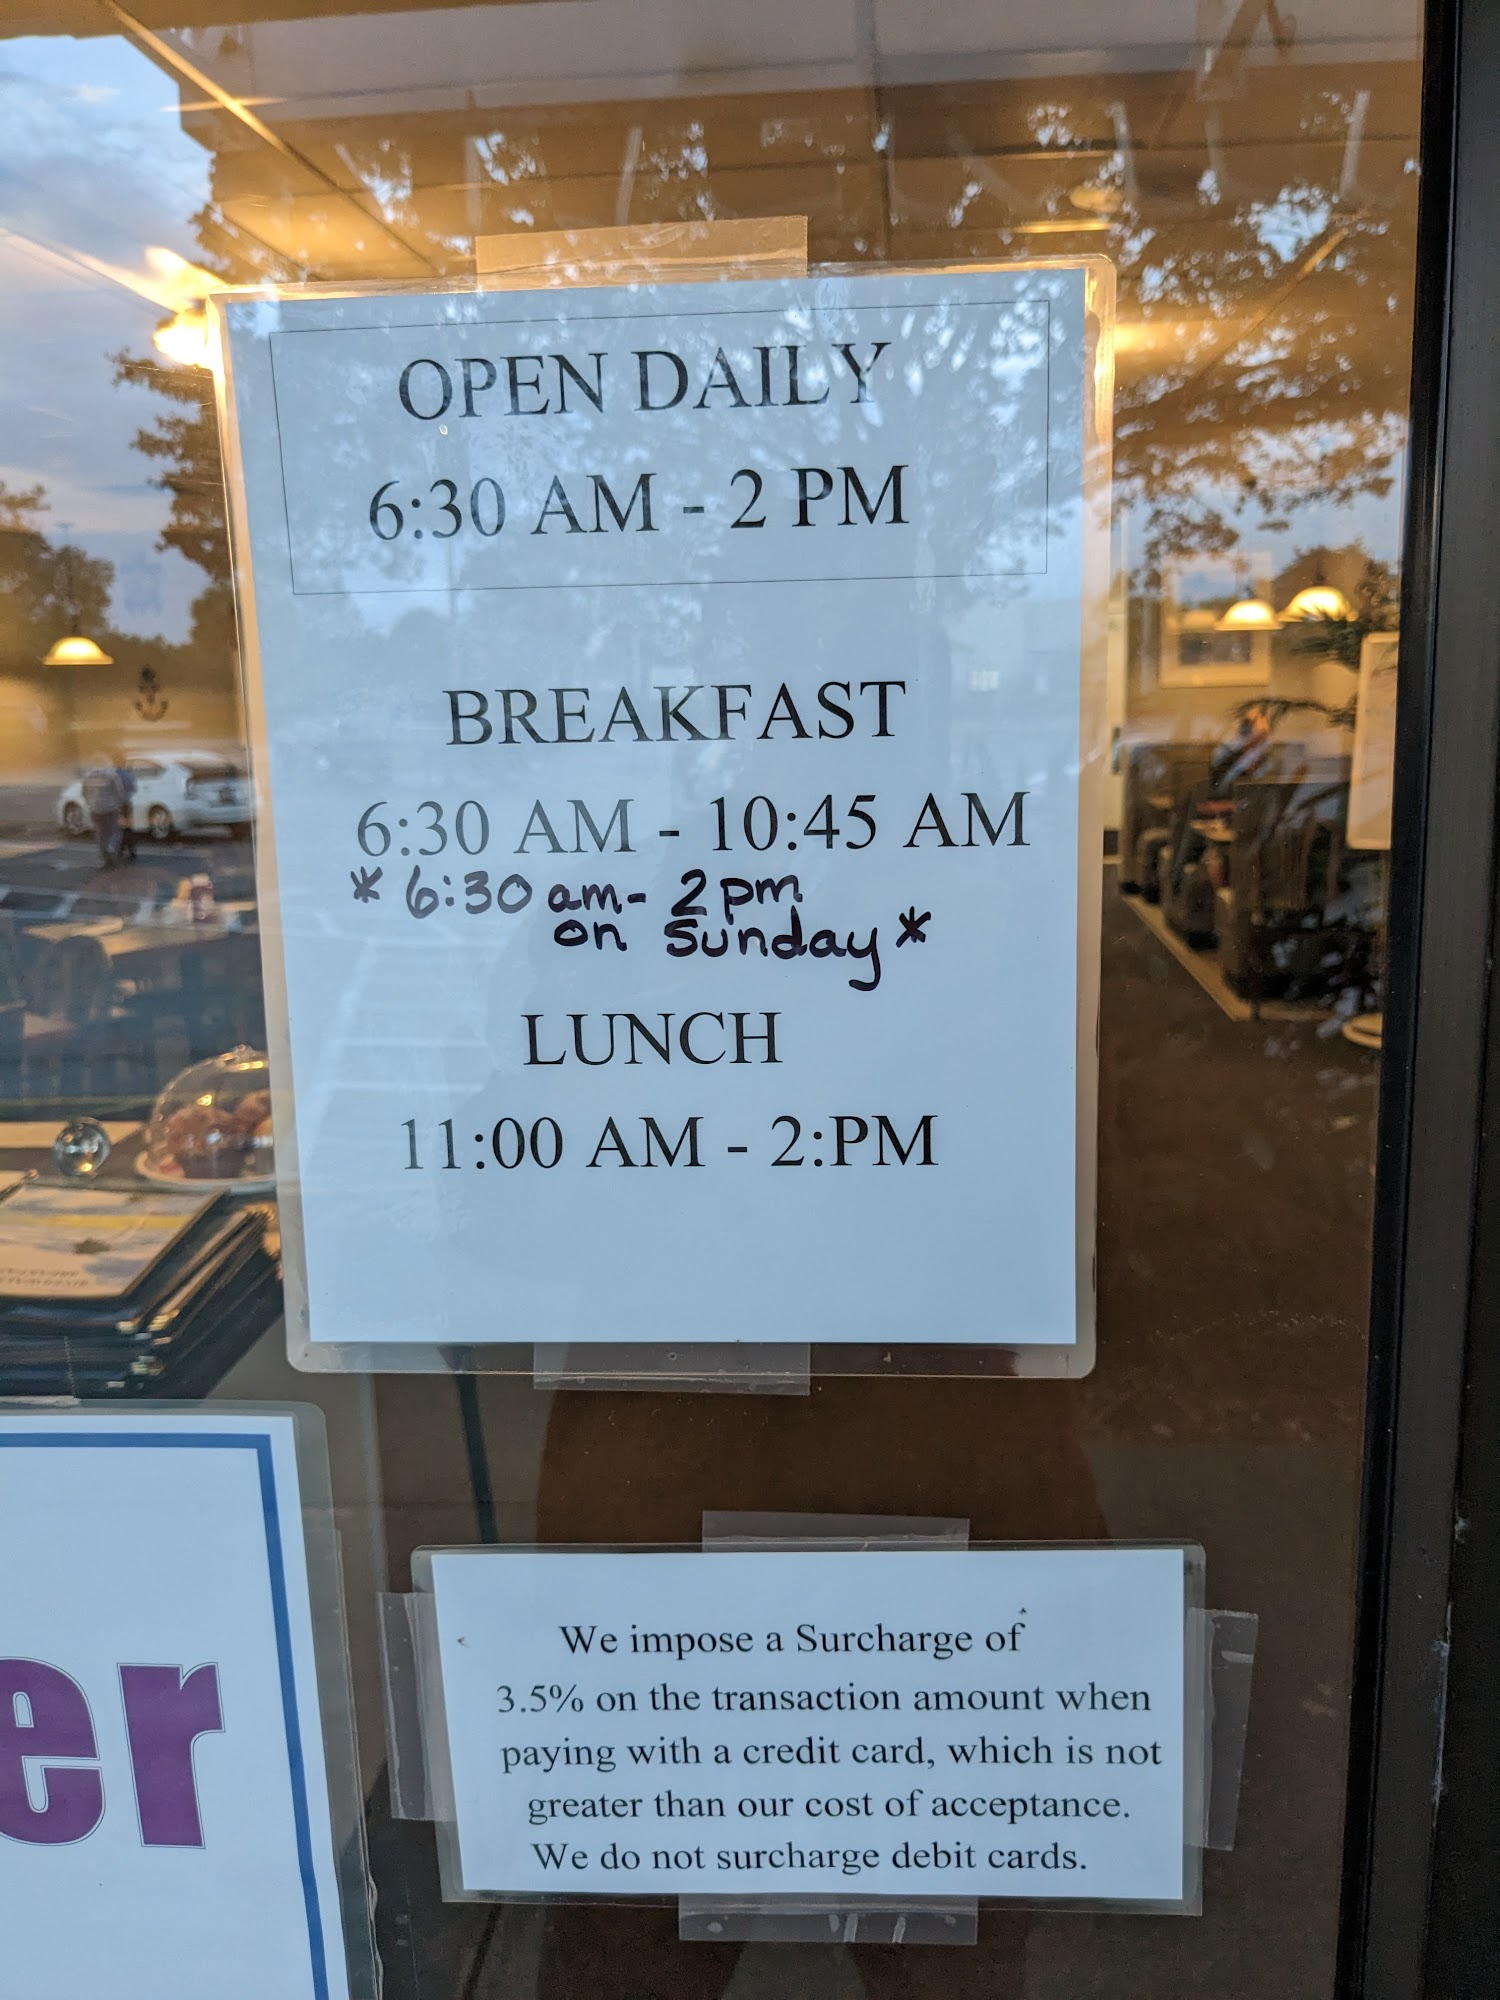 OPEN DAILY
6:30 AM - 2 PM
BREAKFAST
6:30 AM - 10:45 AM
* 6:30 am - 2 pm
on Sunday *
LUNCH
11:00 AM - 2:PM
er
We impose a Surcharge of
3.5% on the transaction amount when
paying with a credit card, which is not
greater than our cost of acceptance.
We do not surcharge debit cards.